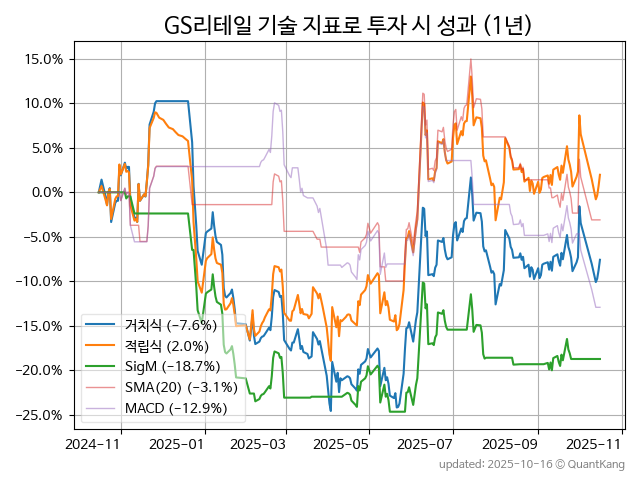 GS리테일 기술 지표로 투자 시 성과 (1년)
15.0%
10.0%
5.0%
0.0%
−5.0%
−10.0%
−15.0%
−20.0%
−25.0%
거치식 (−7.6%)
적립식 (2.0%)
SigM (−18.7%)
SMA(20) (−3.1%)
MACD (−12.9%)
2024-11 2025-01 2025-03 2025-05 2025-07 2025-09 2025-11
updated: 2025-10-16 © QuantKang